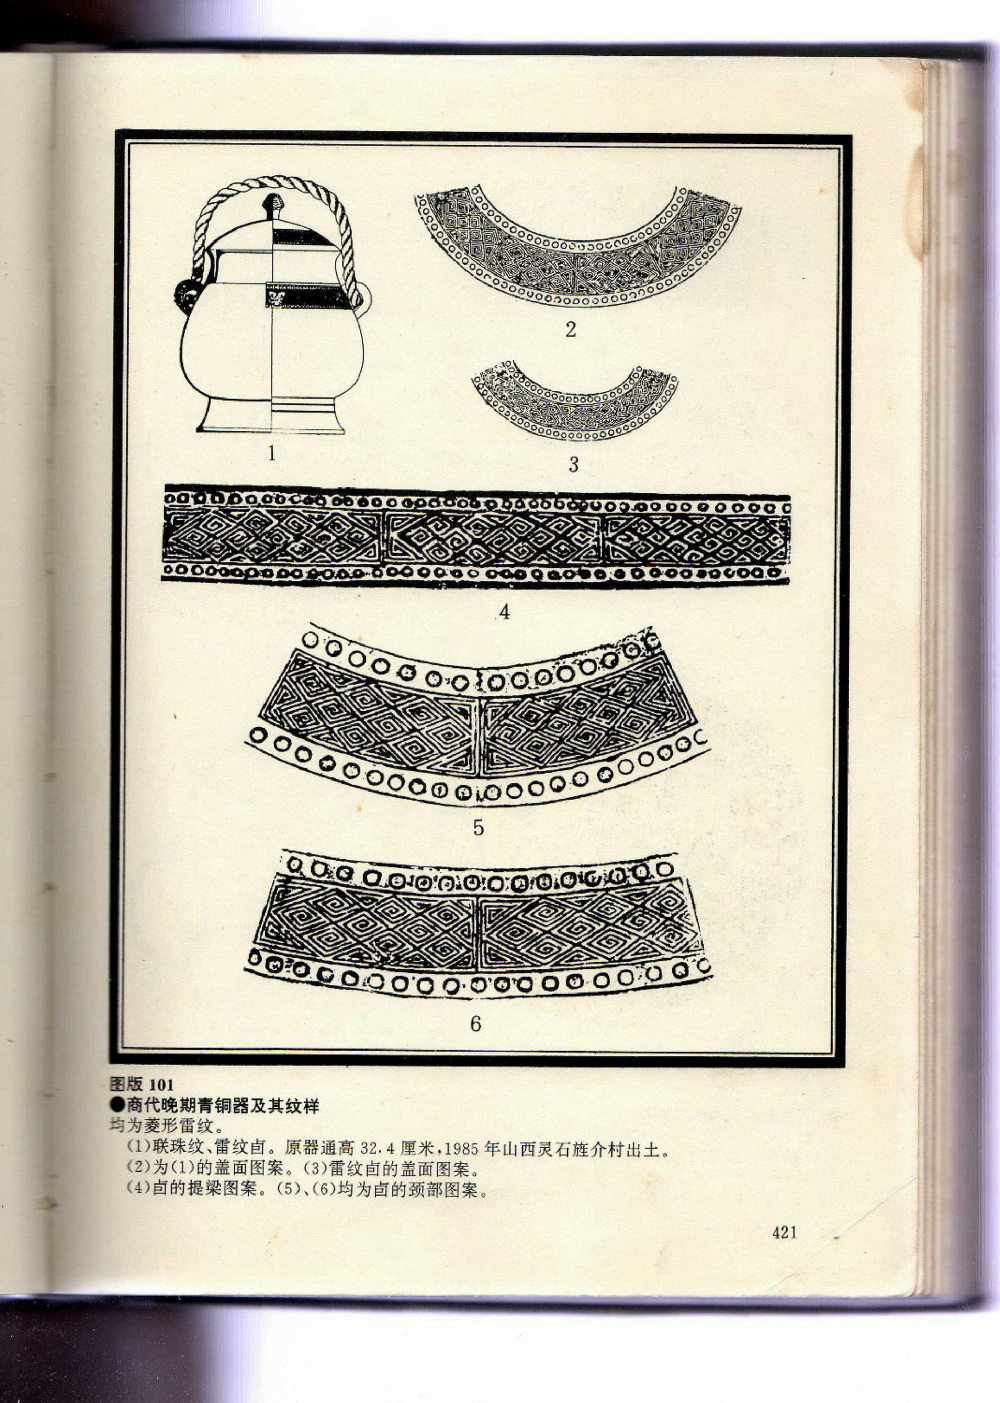 1
2
3
4
5
6
图版 101
●商代晚期青铜器及其纹样
均为菱形雷纹。
(1)联珠纹、雷纹卣。原器通高 32.4 厘米,1985 年山西灵石旌介村出土。
(2)为(1)的盖面图案。(3)雷纹卣的盖面图案。
(4)卣的提梁图案。(5)、(6)均为卣的颈部图案。
421